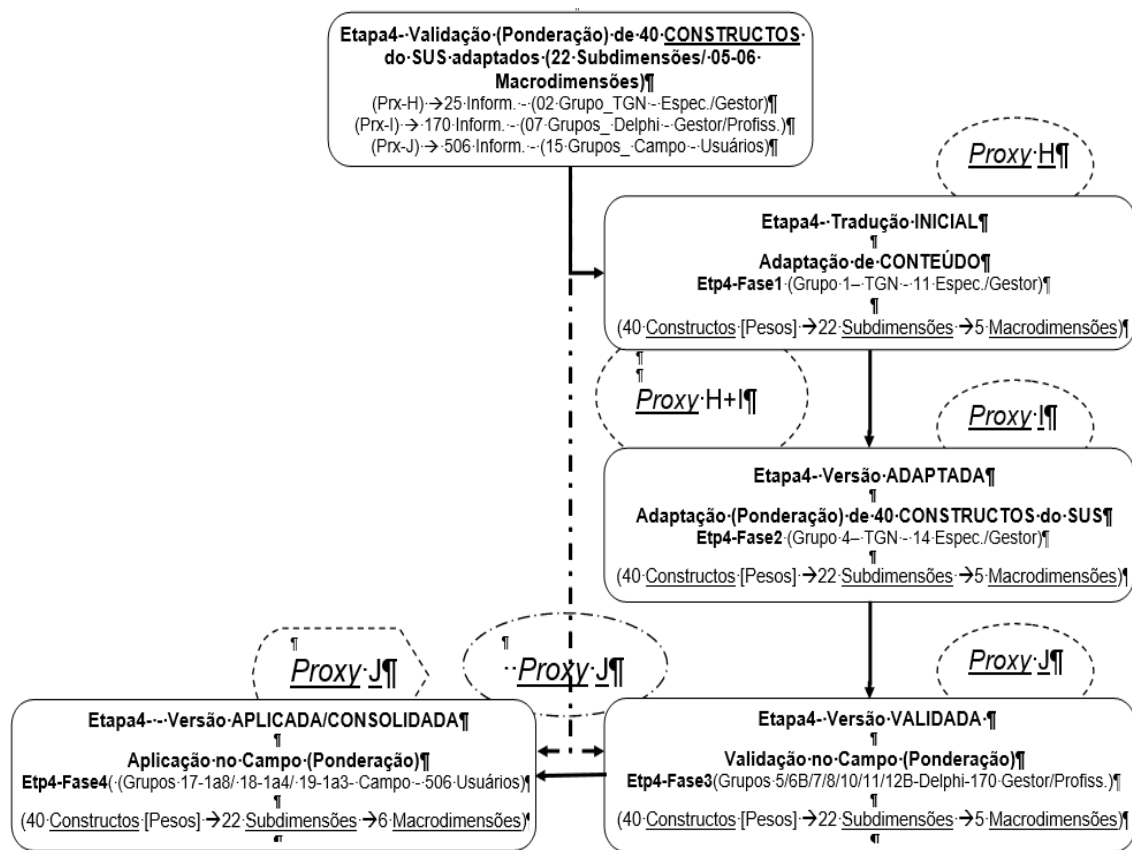 Etapa4-·Validação·(Ponderação)·de·40·CONSTRUCTOS·
do·SUS·adaptados·(22·Subdimensões/·05-06·
Macrodimensões)¶
(Prx-H)·→25·Inform.·-·(02·Grupo_TGN·-·Espec./Gestor)¶
(Prx-I)·→·170·Inform.·-·(07·Grupos_·Delphi·-·Gestor/Profiss.)¶
(Prx-J)·→·506·Inform.·-·(15·Grupos_·Campo·-·Usuários)¶
Proxy·H¶
Etapa4-·Tradução·INICIAL¶
¶
Adaptação·de·CONTEÚDO¶
Etp4-Fase1·(Grupo·1–·TGN·-·11·Espec./Gestor)¶
¶
(40·Constructos·[Pesos]·→22·Subdimensões·→5·Macrodimensões)¶
¶
¶
Proxy·H+I¶
Proxy·I¶
Etapa4-·Versão·ADAPTADA¶
¶
Adaptação·(Ponderação)·de·40·CONSTRUCTOS·do·SUS¶
Etp4-Fase2·(Grupo·4–·TGN·-·14·Espec./Gestor)¶
¶
(40·Constructos·[Pesos]·→22·Subdimensões·→5·Macrodimensões)¶
¶
Proxy·J¶
¶
··Proxy·J¶
Proxy·J¶
Etapa4-·-·Versão·APLICADA/CONSOLIDADA¶
¶
Aplicação·no·Campo·(Ponderação)¶
Etp4-Fase4(·(Grupos·17-1a8/·18-1a4/·19-1a3-·Campo·-·506·Usuários)¶
¶
(40·Constructos·[Pesos]·→22·Subdimensões·→6·Macrodimensões)¶
¶
Etapa4-·Versão·VALIDADA·¶
¶
Validação·no·Campo·(Ponderação)¶
Etp4-Fase3(Grupos·5/6B/7/8/10/11/12B-Delphi-170·Gestor/Profiss.)¶
¶
(40·Constructos·[Pesos]·→22·Subdimensões·→5·Macrodimensões)¶
¶